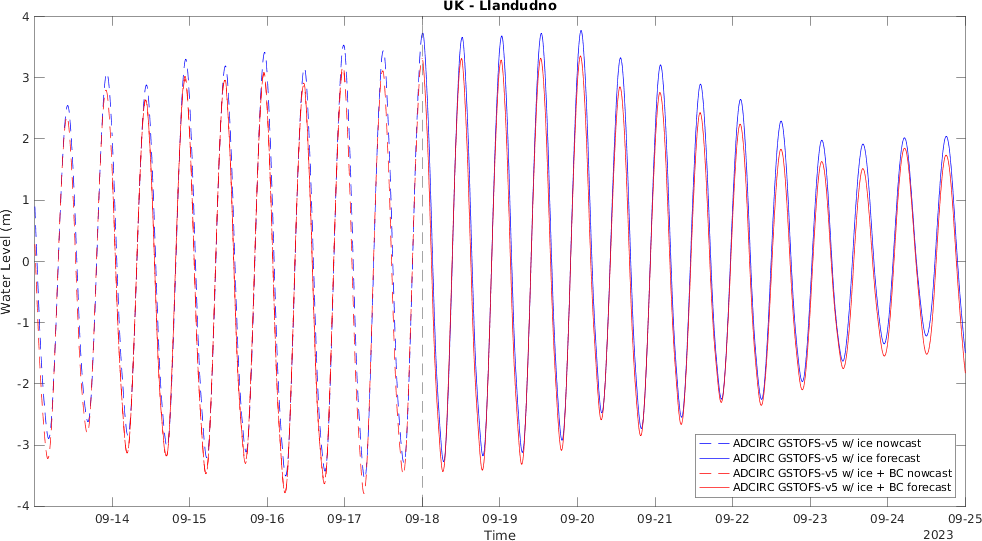 UK - Llandudno
4
3
2
1
0
-1
-2
-3
-4
Water Level (m)
09-14 09-15 09-16 09-17 09-18 09-19 09-20 09-21 09-22 09-23 09-24 09-25
Time
2023
ADCIRC GSTOFS-v5 w/ ice nowcast
ADCIRC GSTOFS-v5 w/ ice forecast
ADCIRC GSTOFS-v5 w/ ice + BC nowcast
ADCIRC GSTOFS-v5 w/ ice + BC forecast